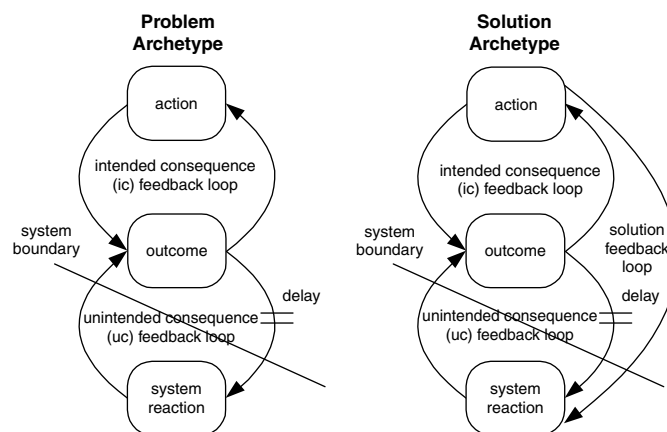 Problem
Archetype
action
intended consequence
(ic) feedback loop
system
boundary
outcome
delay
unintended consequence
(uc) feedback loop
system
reaction
Solution
Archetype
action
intended consequence
(ic) feedback loop
system
boundary
outcome
solution
feedback
loop
delay
unintended consequence
(uc) feedback loop
system
reaction